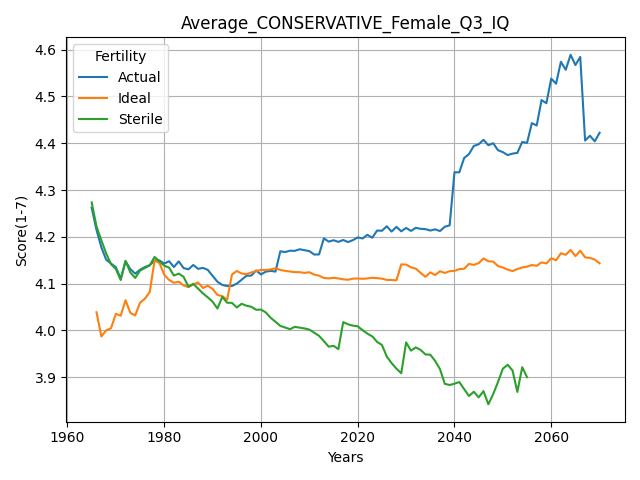 Average_CONSERVATIVE_Female_Q3_IQ
Fertility
Actual
Ideal
Sterile
Score(1-7)
4.6
4.5
4.4
4.3
4.2
4.1
4.0
3.9
1960 1980 2000 2020 2040 2060
Years